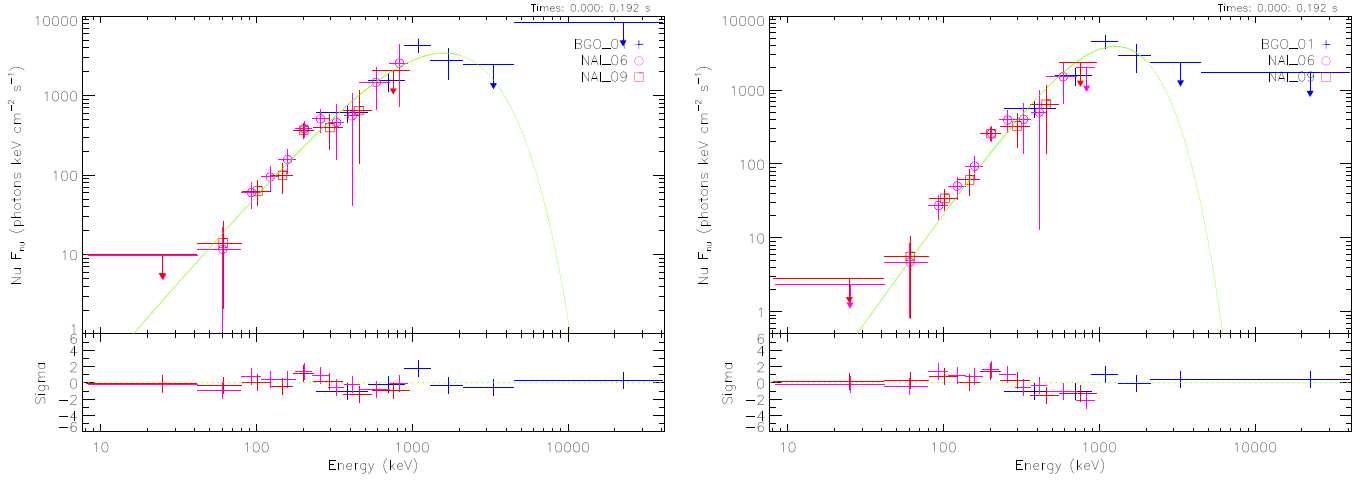 Times: 0.000: 0.192 s
10000
1000
100
10
1
Nu Fnu (photons keV cm−2 s−1)
BGO_01
NAI_06
NAI_09
6
4
2
0
−2
−4
−6
Sigma
10
100
1000
10000
Energy (keV)
Times: 0.000: 0.192 s
10000
1000
100
10
1
Nu Fnu (photons keV cm−2 s−1)
BGO_01
NAI_06
NAI_09
6
4
2
0
−2
−4
−6
Sigma
10
100
1000
10000
Energy (keV)